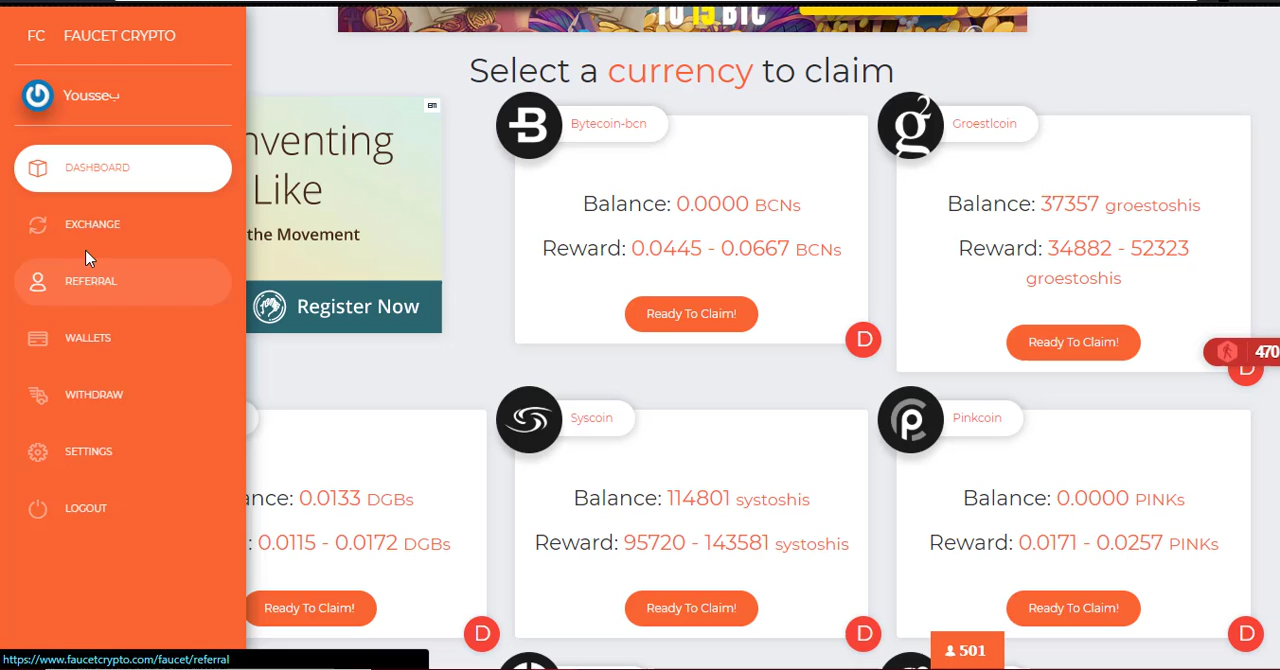 TO 15 BTC
FC FAUCET CRYPTO
DASHBOARD
EXCHANGE
REFERRAL
WALLETS
WITHDRAW
SETTINGS
LOGOUT
https://www.faucetcrypto.com/faucet/referral
Select a currency to claim
nventing
Like
the Movement
Register Now
Bytecoin-bcn
Balance: 0.0000 BCNs
Reward: 0.0445 - 0.0667 BCNs
Ready To Claim!
D
Groestlcoin
Balance: 37357 groestoshis
Reward: 34882 - 52323
groestoshis
Ready To Claim!
D
470
ance: 0.0133 DGBs
: 0.0115 - 0.0172 DGBs
Ready To Claim!
D
Syscoin
Balance: 114801 systoshis
Reward: 95720 - 143581 systoshis
Ready To Claim!
D
Pinkcoin
Balance: 0.0000 PINKs
Reward: 0.0171 - 0.0257 PINKs
Ready To Claim!
D
501